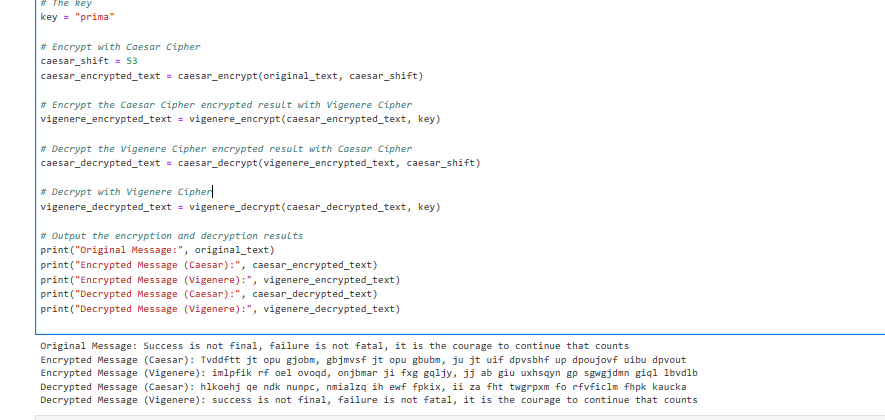 # The key
key = "prima"
# Encrypt with Caesar Cipher
caesar_shift = 53
caesar_encrypted_text = caesar_encrypt(original_text, caesar_shift)
# Encrypt the Caesar Cipher encrypted result with Vigenere Cipher
vigenere_encrypted_text = vigenere_encrypt(caesar_encrypted_text, key)
# Decrypt the Vigenere Cipher encrypted result with Caesar Cipher
caesar_decrypted_text = caesar_decrypt(vigenere_encrypted_text, caesar_shift)
# Decrypt with Vigenere Cipher
vigenere_decrypted_text = vigenere_decrypt(caesar_decrypted_text, key)
# Output the encryption and decryption results
print("Original Message:", original_text)
print("Encrypted Message (Caesar):", caesar_encrypted_text)
print("Encrypted Message (Vigenere):", vigenere_encrypted_text)
print("Decrypted Message (Caesar):", caesar_decrypted_text)
print("Decrypted Message (Vigenere):", vigenere_decrypted_text)
Original Message: Success is not final, failure is not fatal, it is the courage to continue that counts
Encrypted Message (Caesar): Tvddftt jt opu gjobm, gbjmvsf jt opu gbubm, ju jt uif dpvsbhf up dpoujovf uibu dpvout
Encrypted Message (Vigenere): imlpfik rf oel ovoqd, onjbmar ji fxg gqljy, jj ab giu uxhsqyn gp sgwgjdmn giql lbvdlb
Decrypted Message (Caesar): hlkoehj qe ndk nunpc, nmialzq ih ewf fpkix, ii za fht twgrpxm fo rfvficlm fhpk kaucka
Decrypted Message (Vigenere): success is not final, failure is not fatal, it is the courage to continue that counts